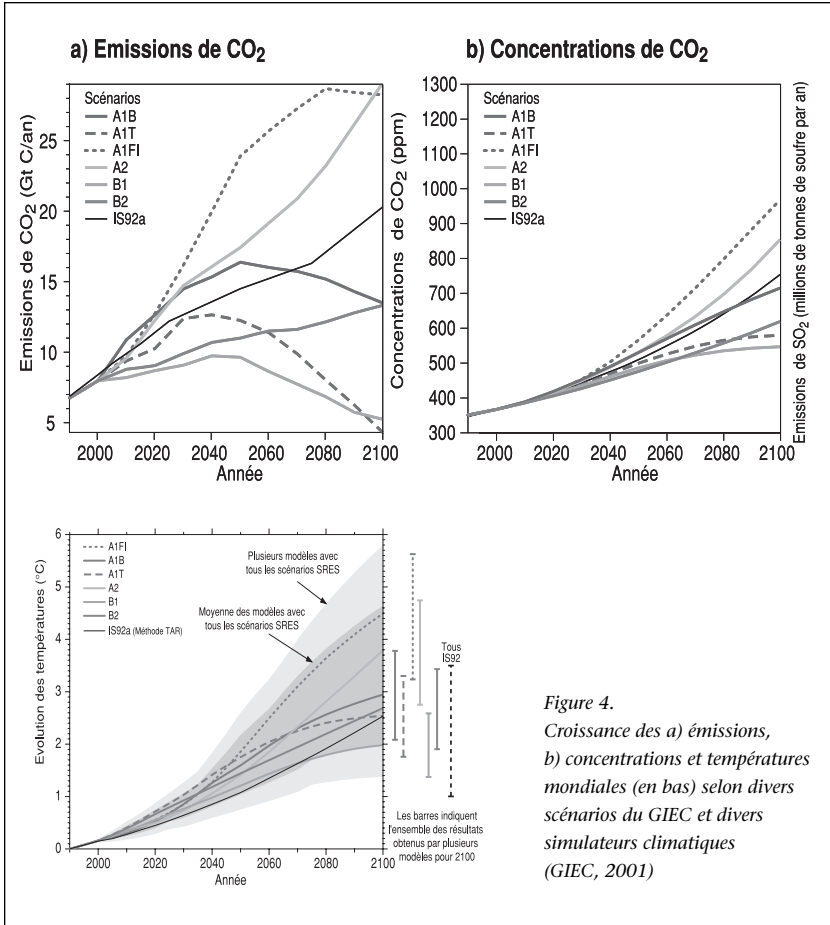 a) Emissions de CO2
Emissions de CO2 (Gt C/an)
25
20
15
10
5
Scénarios
A1B
A1T
A1FI
A2
B1
B2
IS92a
2000 2020 2040 2060 2080 2100
Année
b) Concentrations de CO2
Concentrations de CO2 (ppm)
1300
1200
1100
1000
900
800
700
600
500
400
300
Scénarios
A1B
A1T
A1FI
A2
B1
B2
IS92a
2000 2020 2040 2060 2080 2100
Année
Emissions de SO2 (millions de tonnes de soufre par an)
Evolution des températures (°C)
6
5
4
3
2
1
0
A1FI
A1B
A1T
A2
B1
B2
IS92a (Méthode TAR)
Plusieurs modèles avec
tous les scénarios SRES
Moyenne des modèles avec
tous les scénarios SRES
2000 2020 2040 2060 2080 2100
Année
Tous
IS92
Les barres indiquent
l'ensemble des résultats
obtenus par plusieurs
modèles pour 2100
Figure 4.
Croissance des a) émissions,
b) concentrations et températures
mondiales (en bas) selon divers
scénarios du GIEC et divers
simulateurs climatiques
(GIEC, 2001)